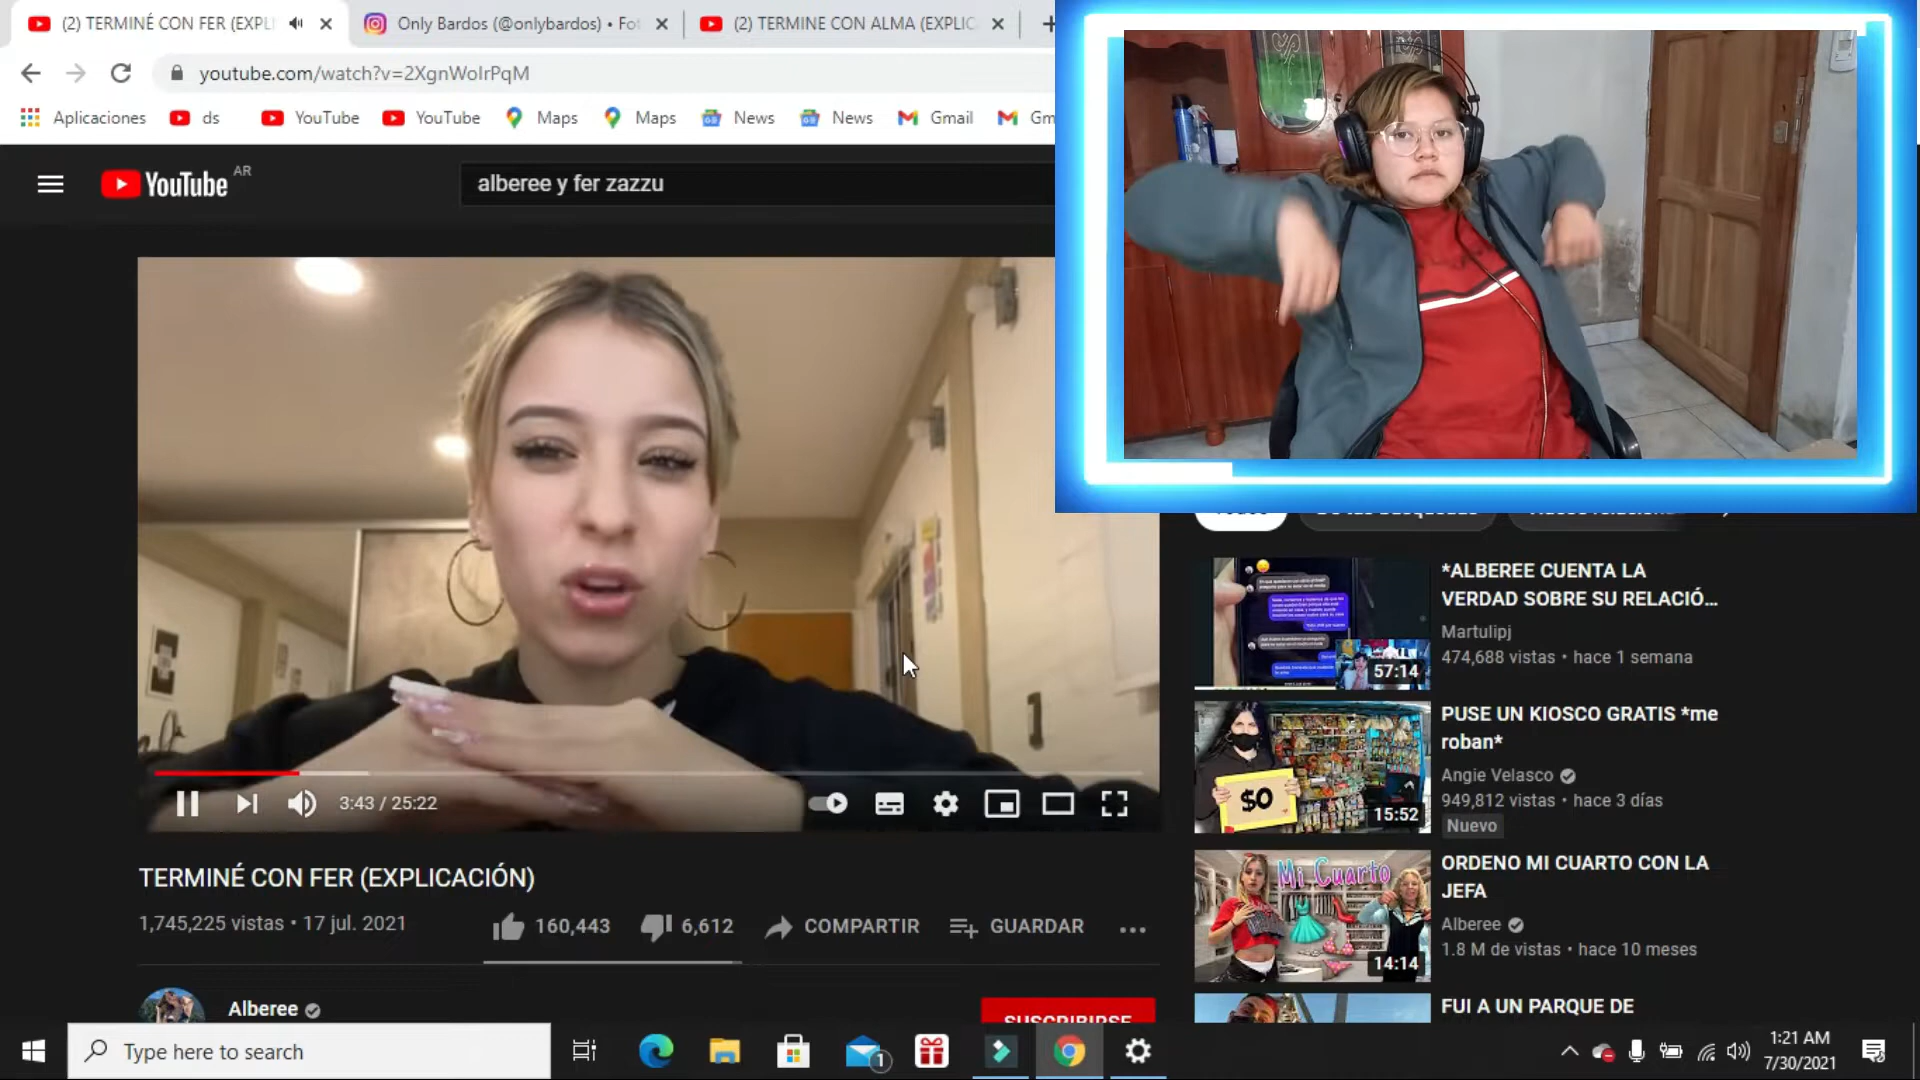 (2) TERMINÉ CON FER (EXPL
Only Bardos (@onlybardos) • Fot
(2) TERMINE CON ALMA (EXPLIC
youtube.com/watch?v=2XgnWoIrPqM
Aplicaciones
ds
YouTube
YouTube
Maps
Maps
News
News
Gmail
Gm
YouTube AR
alberee y fer zazzu
3:43 / 25:22
TERMINÉ CON FER (EXPLICACIÓN)
1,745,225 vistas • 17 jul. 2021
160,443
6,612
COMPARTIR
GUARDAR
Alberee
SUSCRIBIRSE
57:14
*ALBEREE CUENTA LA
VERDAD SOBRE SU RELACIÓ...
Martulipj
474,688 vistas • hace 1 semana
$0
15:52
PUSE UN KIOSCO GRATIS *me
roban*
Angie Velasco
949,812 vistas • hace 3 días
Nuevo
Mi Cuarto
14:14
ORDENO MI CUARTO CON LA
JEFA
Alberee
1.8 M de vistas • hace 10 meses
FUI A UN PARQUE DE
Type here to search
1
1:21 AM
7/30/2021